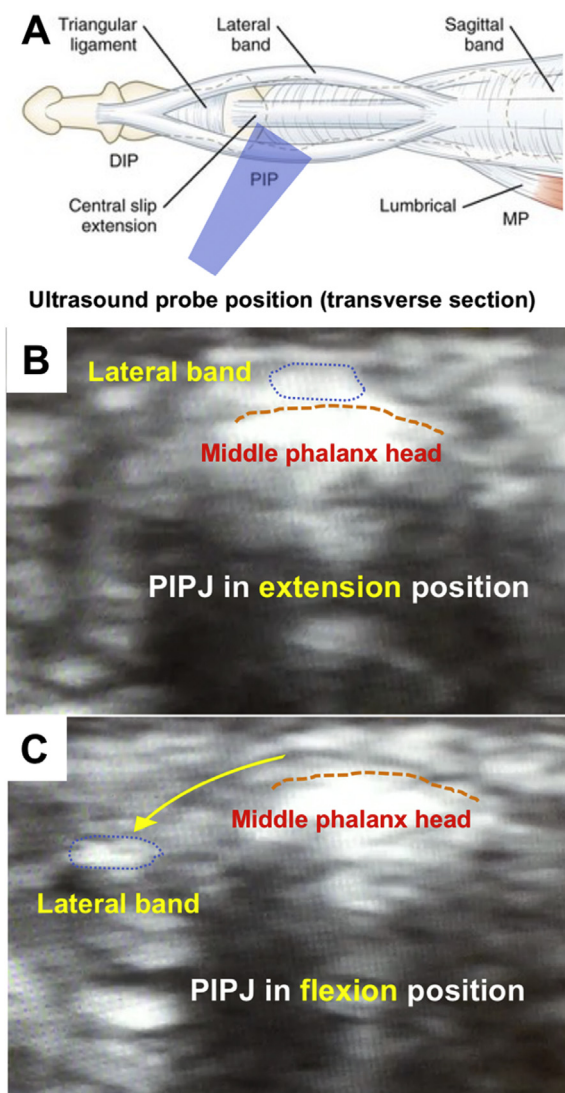 A
Triangular
ligament
Lateral
band
Sagittal
band
DIP
PIP
Central slip
extension
Lumbrical
MP
Ultrasound probe position (transverse section)
B
Lateral band
Middle phalanx head
PIPJ in extension position
C
Middle phalanx head
Lateral band
PIPJ in flexion position